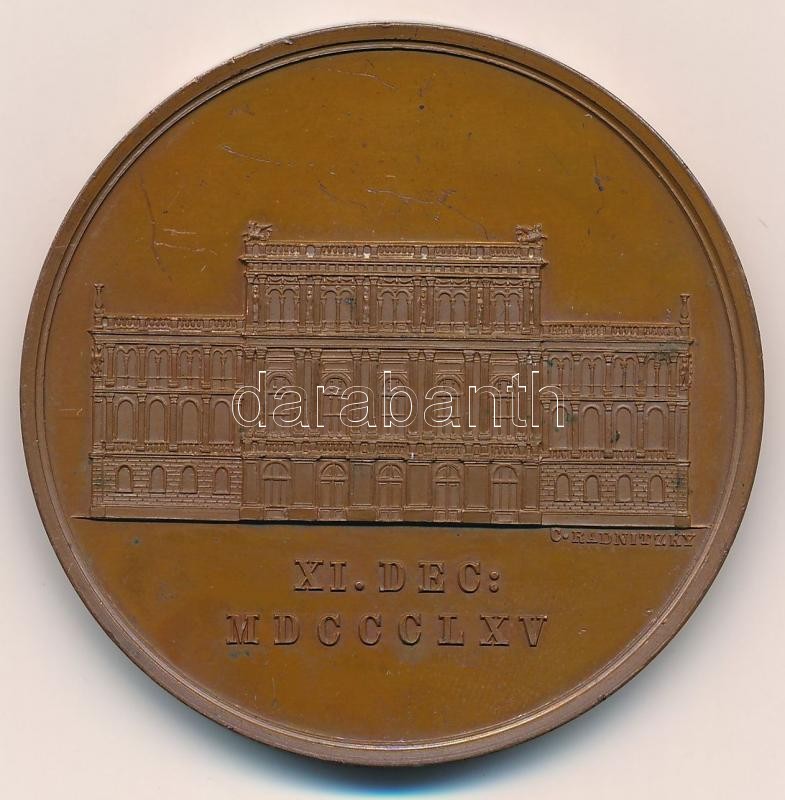 darabanth
C·RADNITZKY
XI. DEC:
MDCCCLXV